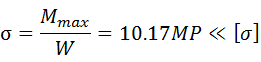 σ = M_max / W = 10.17MP ≪ [σ]